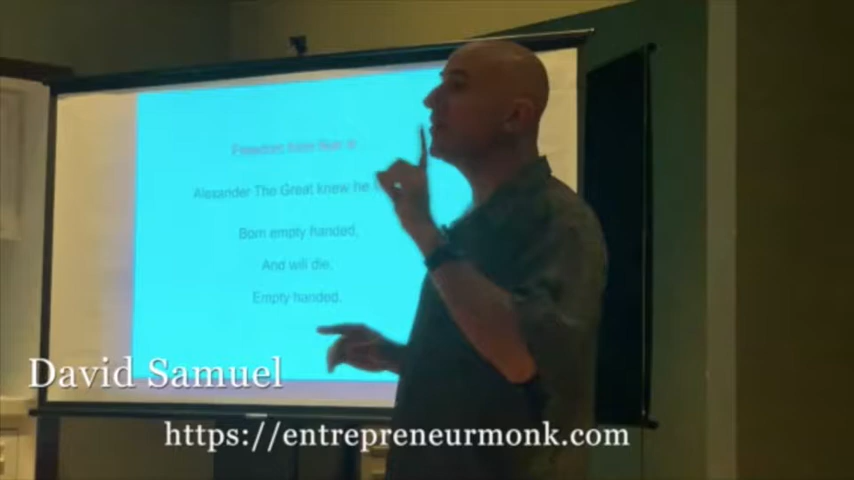 Alexander The Great knew he
Born empty handed,
And will die,
Empty handed.
David Samuel
https://entrepreneurmonk.com